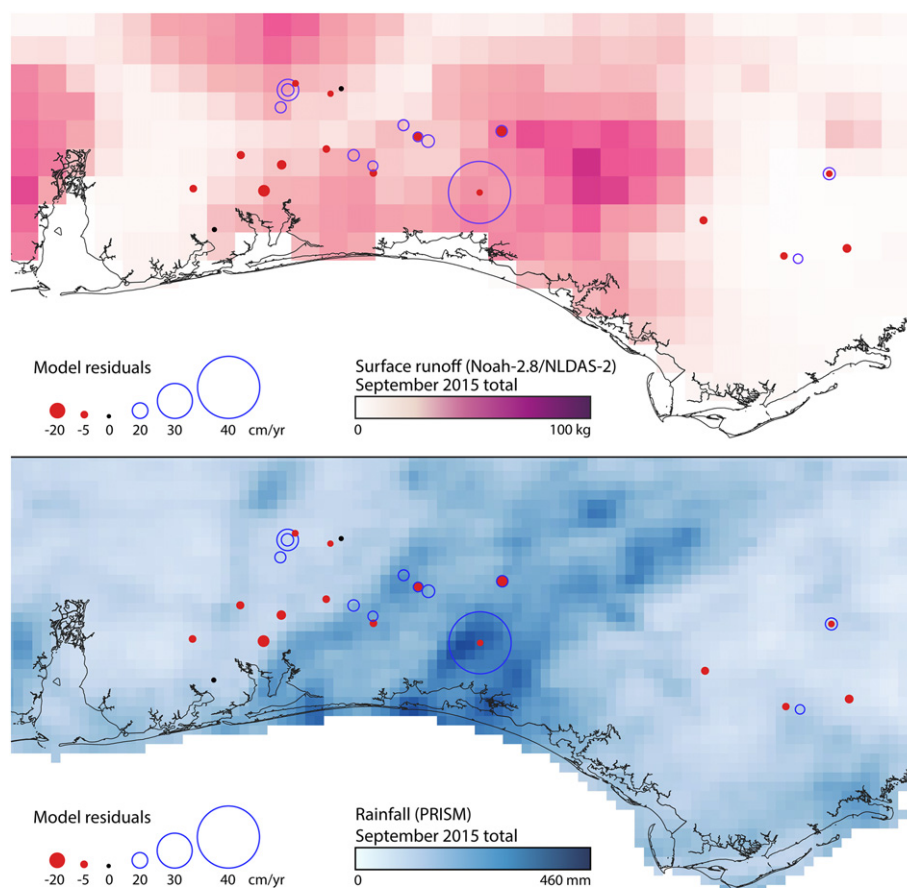 Model residuals
-20 -5 0 20 30 40 cm/yr
Surface runoff (Noah-2.8/NLDAS-2)
September 2015 total
0 100 kg
Model residuals
-20 -5 0 20 30 40 cm/yr
Rainfall (PRISM)
September 2015 total
0 460 mm